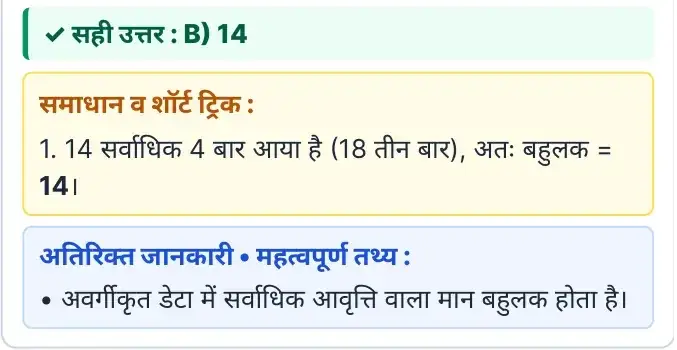 ✓ सही उत्तर : B) 14
समाधान व शॉर्ट ट्रिक :
1. 14 सर्वाधिक 4 बार आया है (18 तीन बार), अतः बहुलक =
14।
अतिरिक्त जानकारी • महत्वपूर्ण तथ्य :
• अवर्गीकृत डेटा में सर्वाधिक आवृत्ति वाला मान बहुलक होता है।